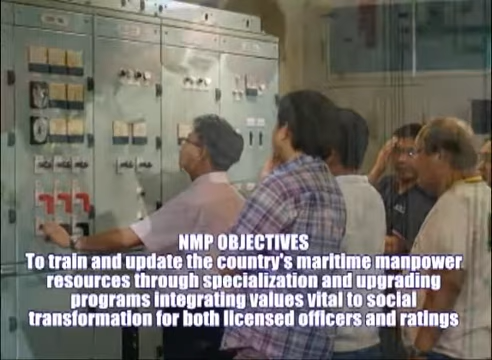 NMP OBJECTIVES
To train and update the country's maritime manpower
resources through specialization and upgrading
programs integrating values vital to social
transformation for both licensed officers and ratings